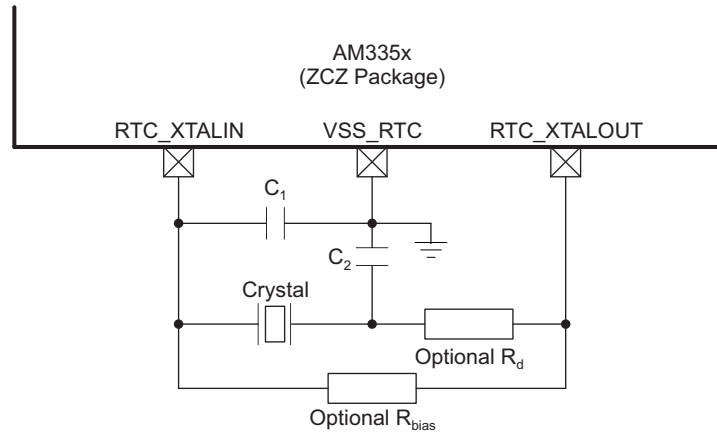 AM335x
(ZCZ Package)
RTC_XTALIN
VSS_RTC
RTC_XTALOUT
C1
C2
Crystal
Optional Rd
Optional Rbias